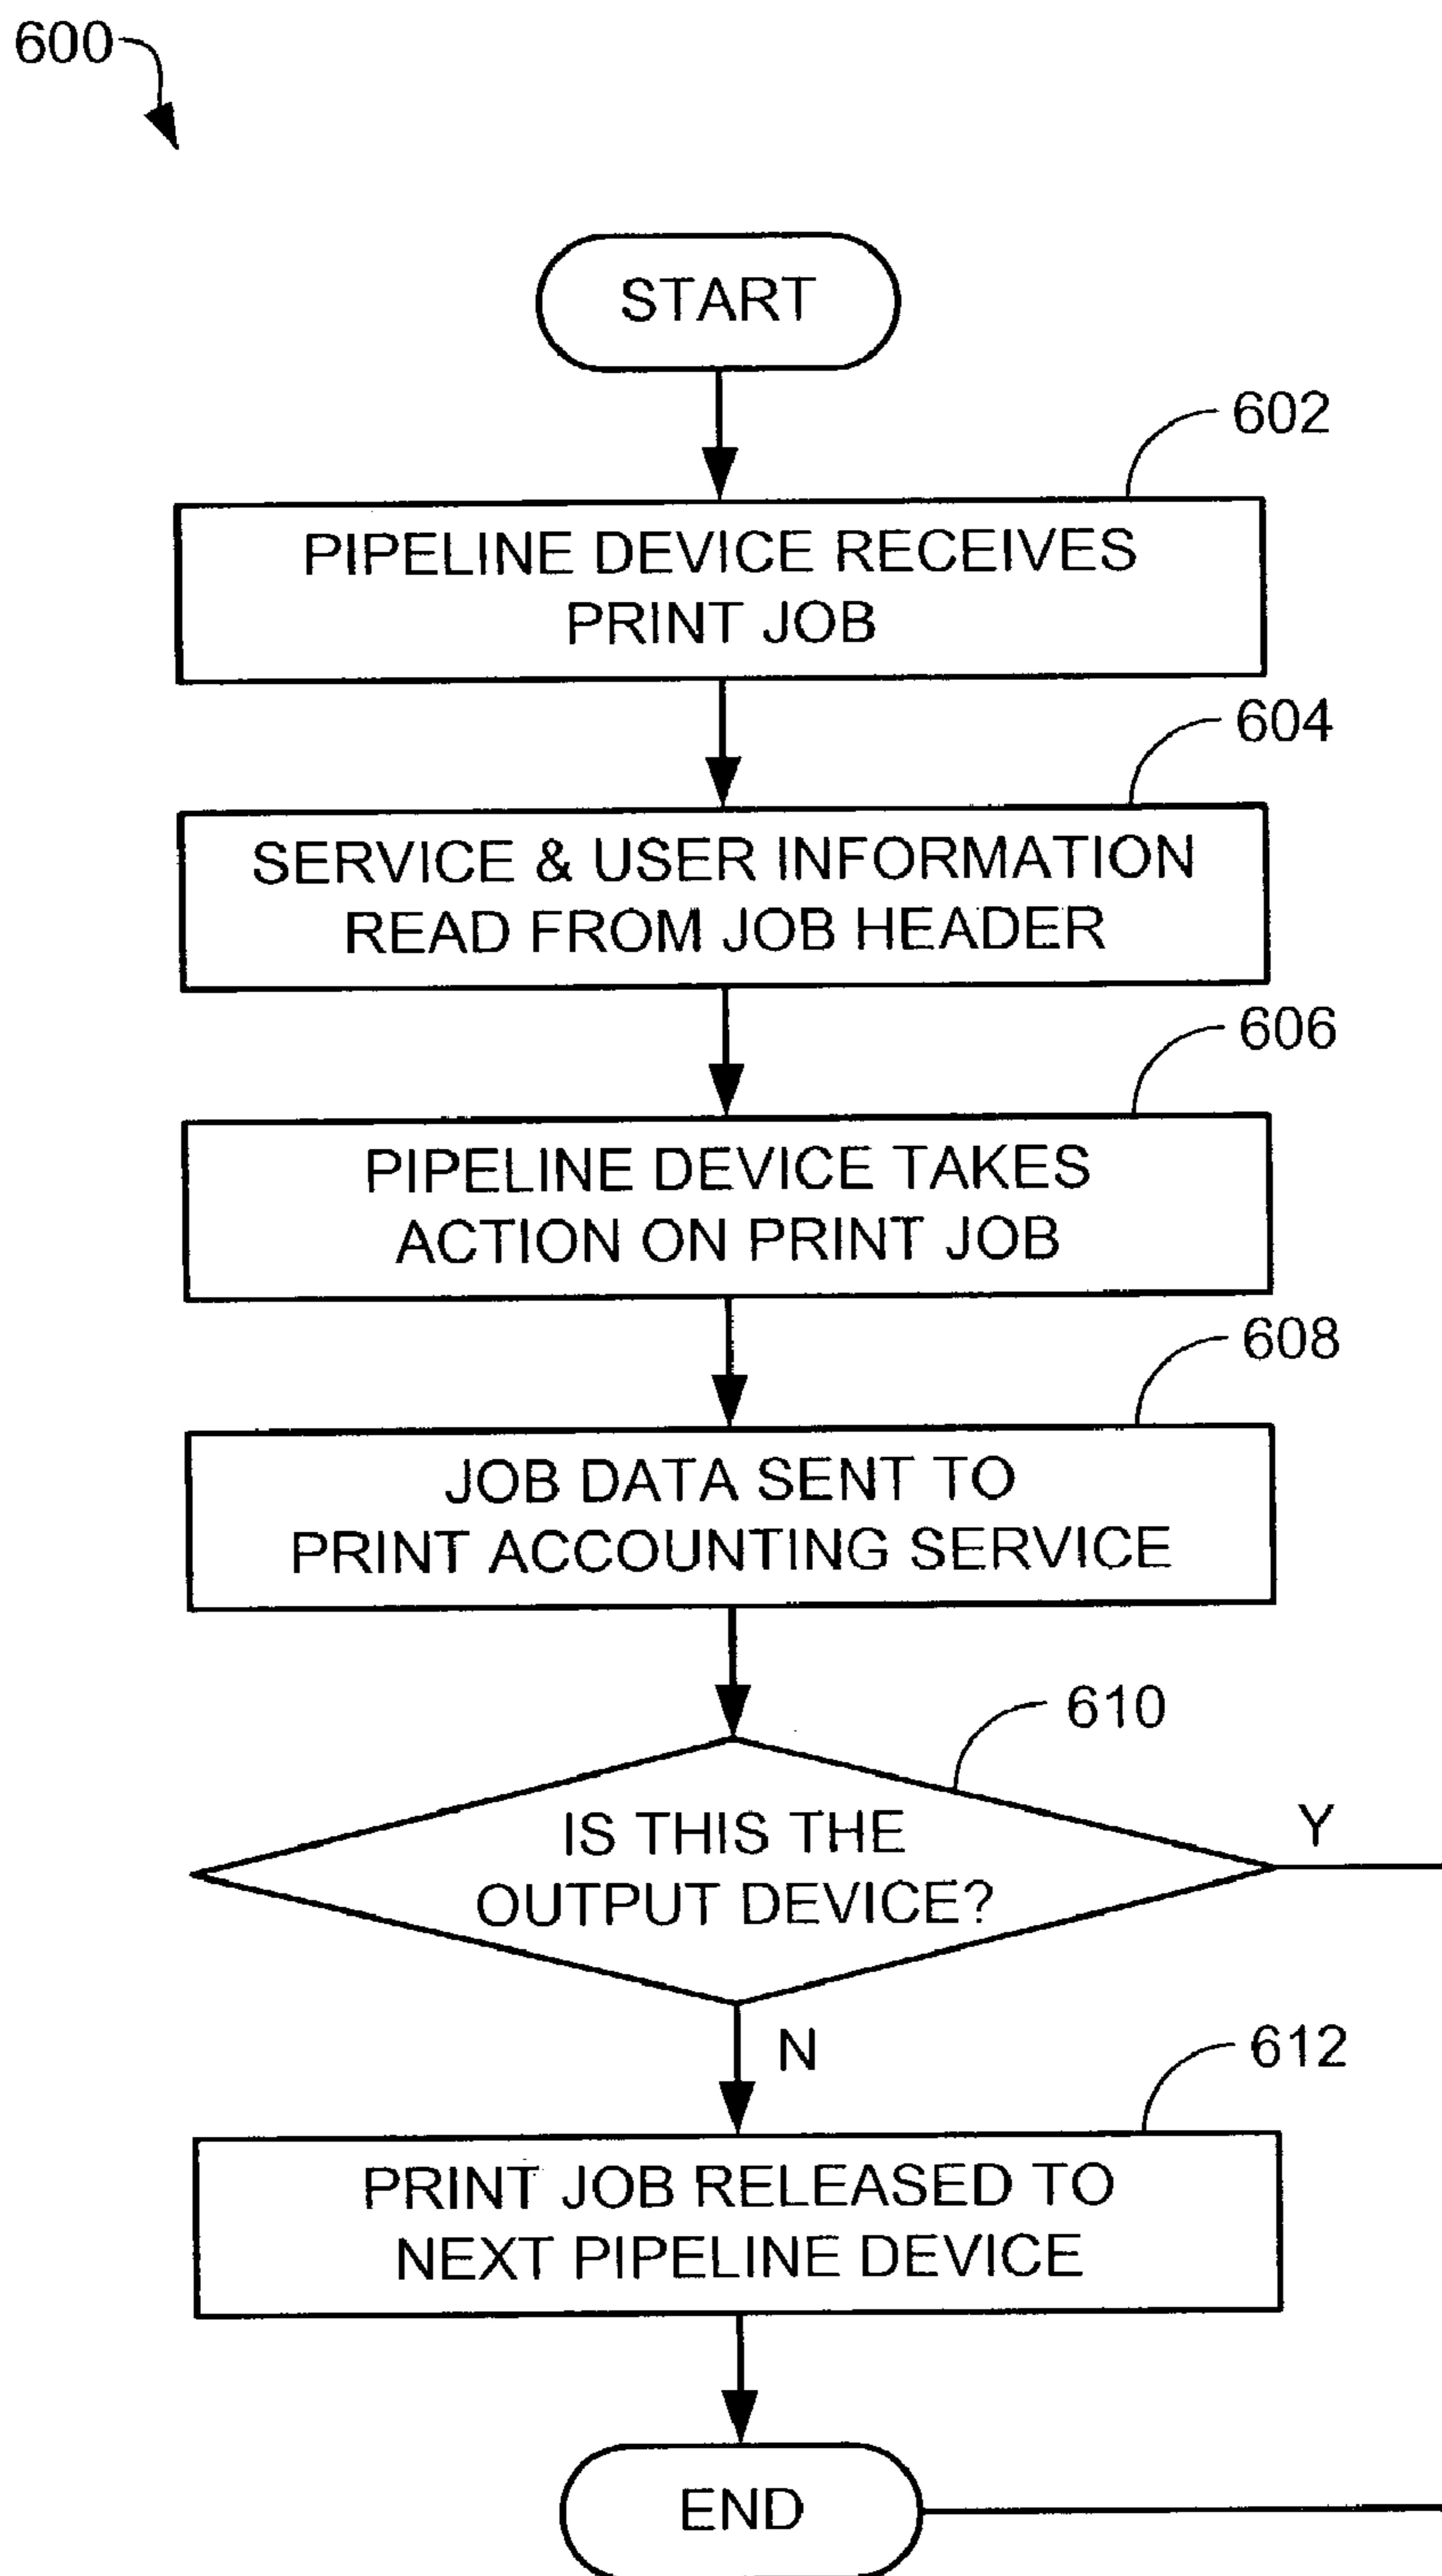 600
START
602
PIPELINE DEVICE RECEIVES
PRINT JOB
604
SERVICE & USER INFORMATION
READ FROM JOB HEADER
606
PIPELINE DEVICE TAKES
ACTION ON PRINT JOB
608
JOB DATA SENT TO
PRINT ACCOUNTING SERVICE
610
IS THIS THE
OUTPUT DEVICE?
Y
N
612
PRINT JOB RELEASED TO
NEXT PIPELINE DEVICE
END